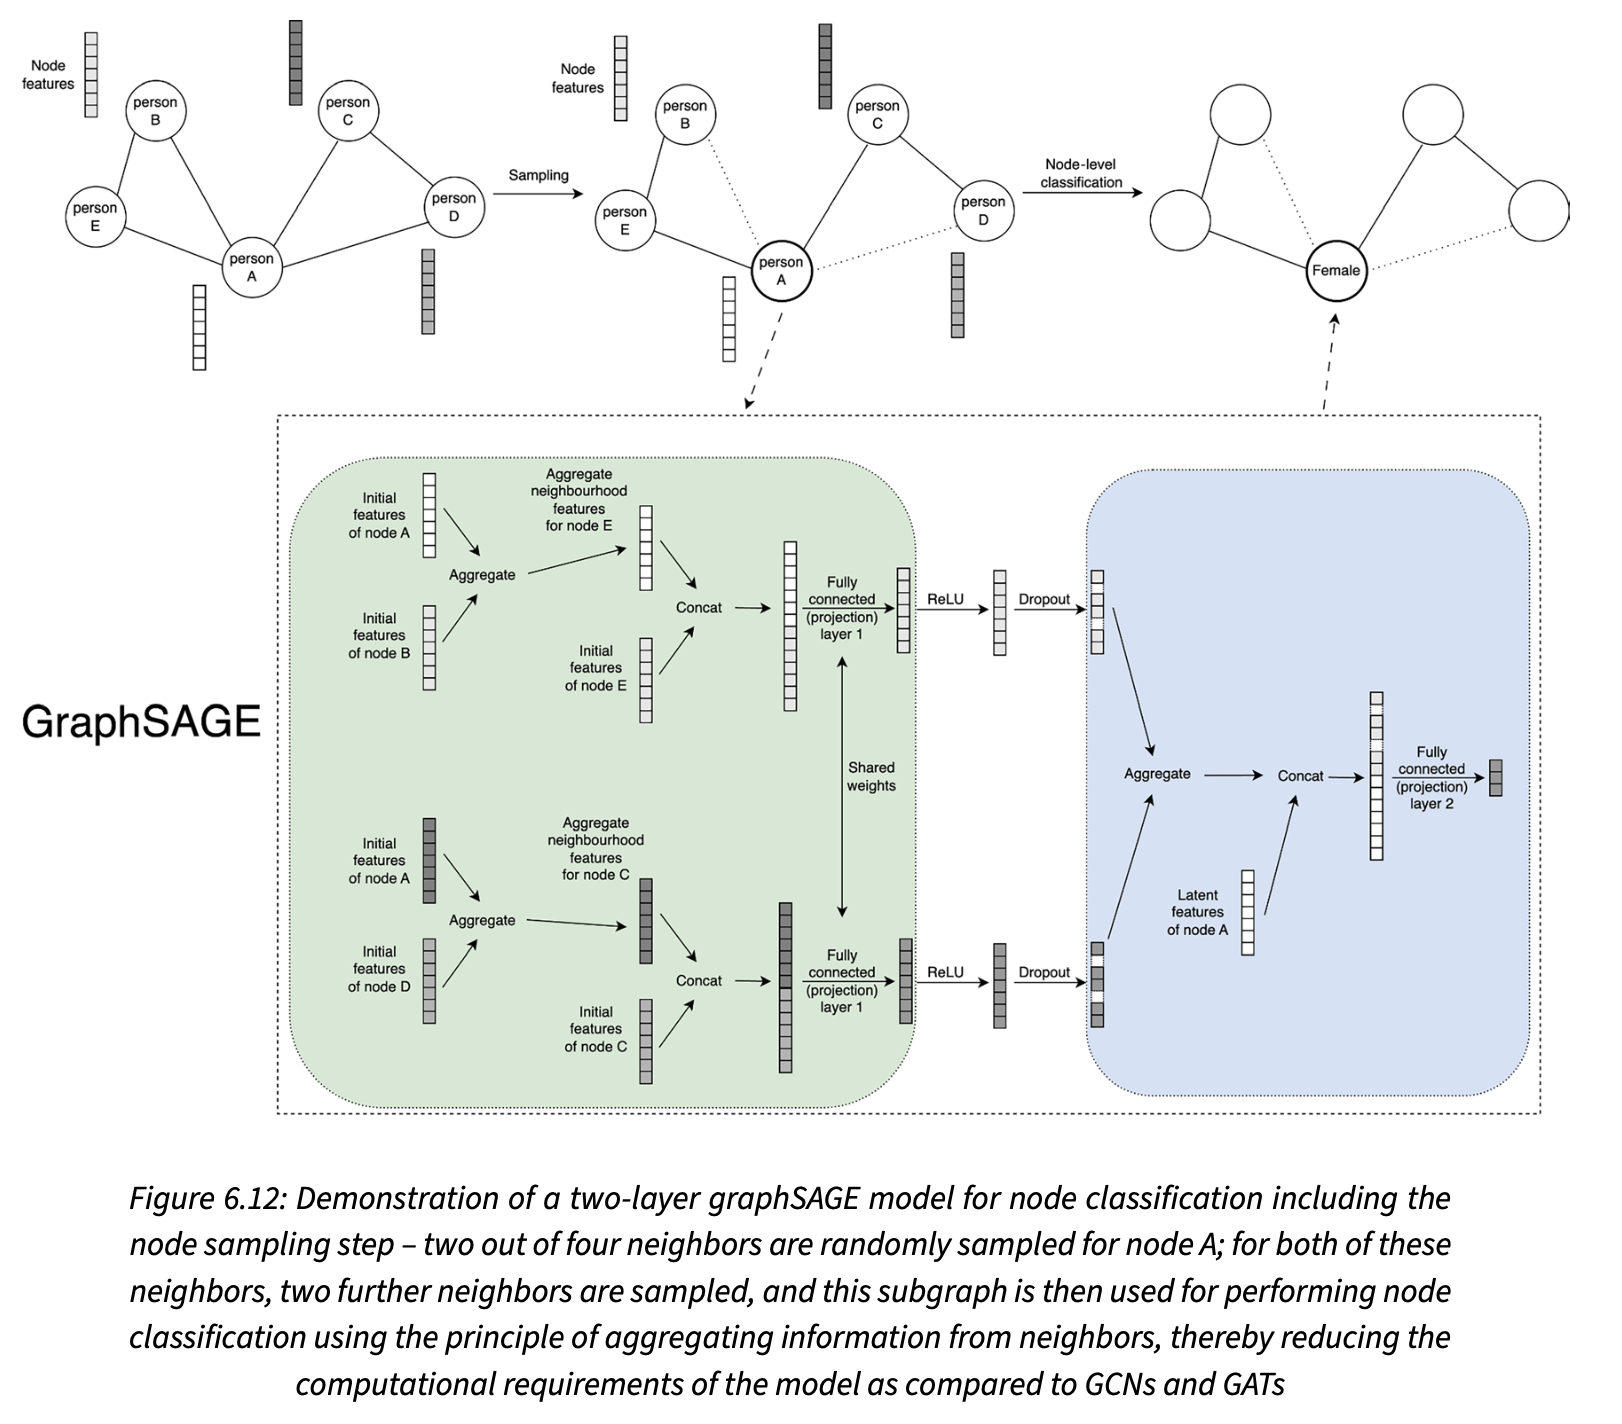 Node
features
person
B
person
C
person
E
person
D
person
A
Sampling
Node
features
person
B
person
C
person
E
person
D
person
A
Node-level
classification
Female
GraphSAGE
Initial
features
of node A
Initial
features
of node B
Aggregate
Aggregate
neighbourhood
features
for node E
Initial
features
of node E
Concat
Fully
connected
(projection)
layer 1
ReLU
Dropout
Shared
weights
Initial
features
of node A
Initial
features
of node D
Aggregate
Aggregate
neighbourhood
features
for node C
Initial
features
of node C
Concat
Fully
connected
(projection)
layer 1
ReLU
Dropout
Aggregate
Concat
Latent
features
of node A
Fully
connected
(projection)
layer 2
Figure 6.12: Demonstration of a two-layer graphSAGE model for node classification including the
node sampling step – two out of four neighbors are randomly sampled for node A; for both of these
neighbors, two further neighbors are sampled, and this subgraph is then used for performing node
classification using the principle of aggregating information from neighbors, thereby reducing the
computational requirements of the model as compared to GCNs and GATs